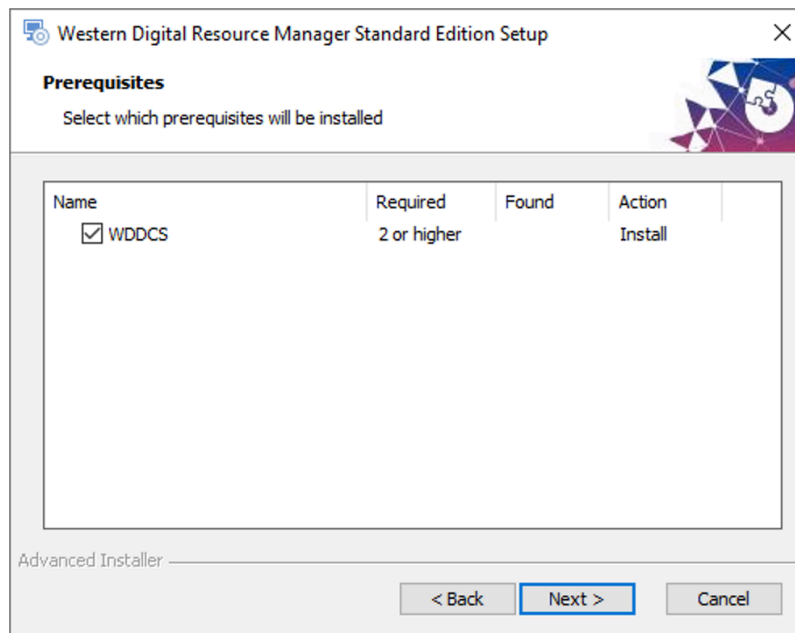 Western Digital Resource Manager Standard Edition Setup
Prerequisites
Select which prerequisites will be installed
Name Required Found Action
WDDCS 2 or higher Install
Advanced Installer
< Back Next > Cancel